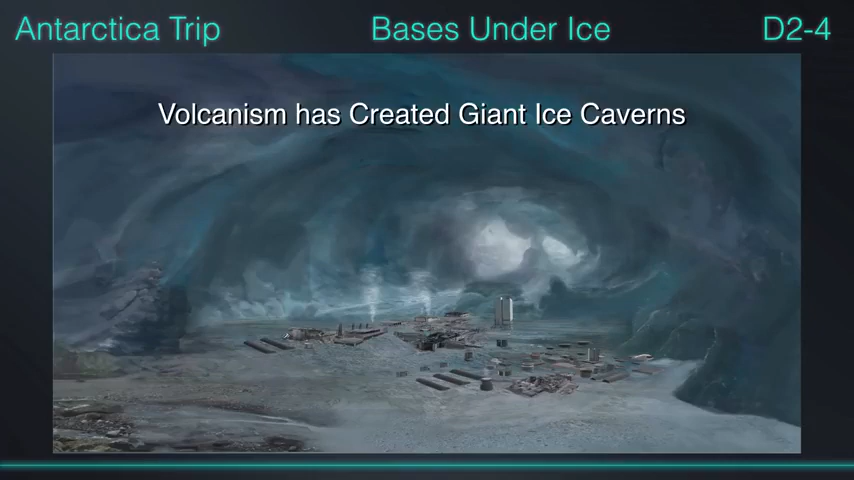 Antarctica Trip Bases Under Ice D2-4
Volcanism has Created Giant Ice Caverns